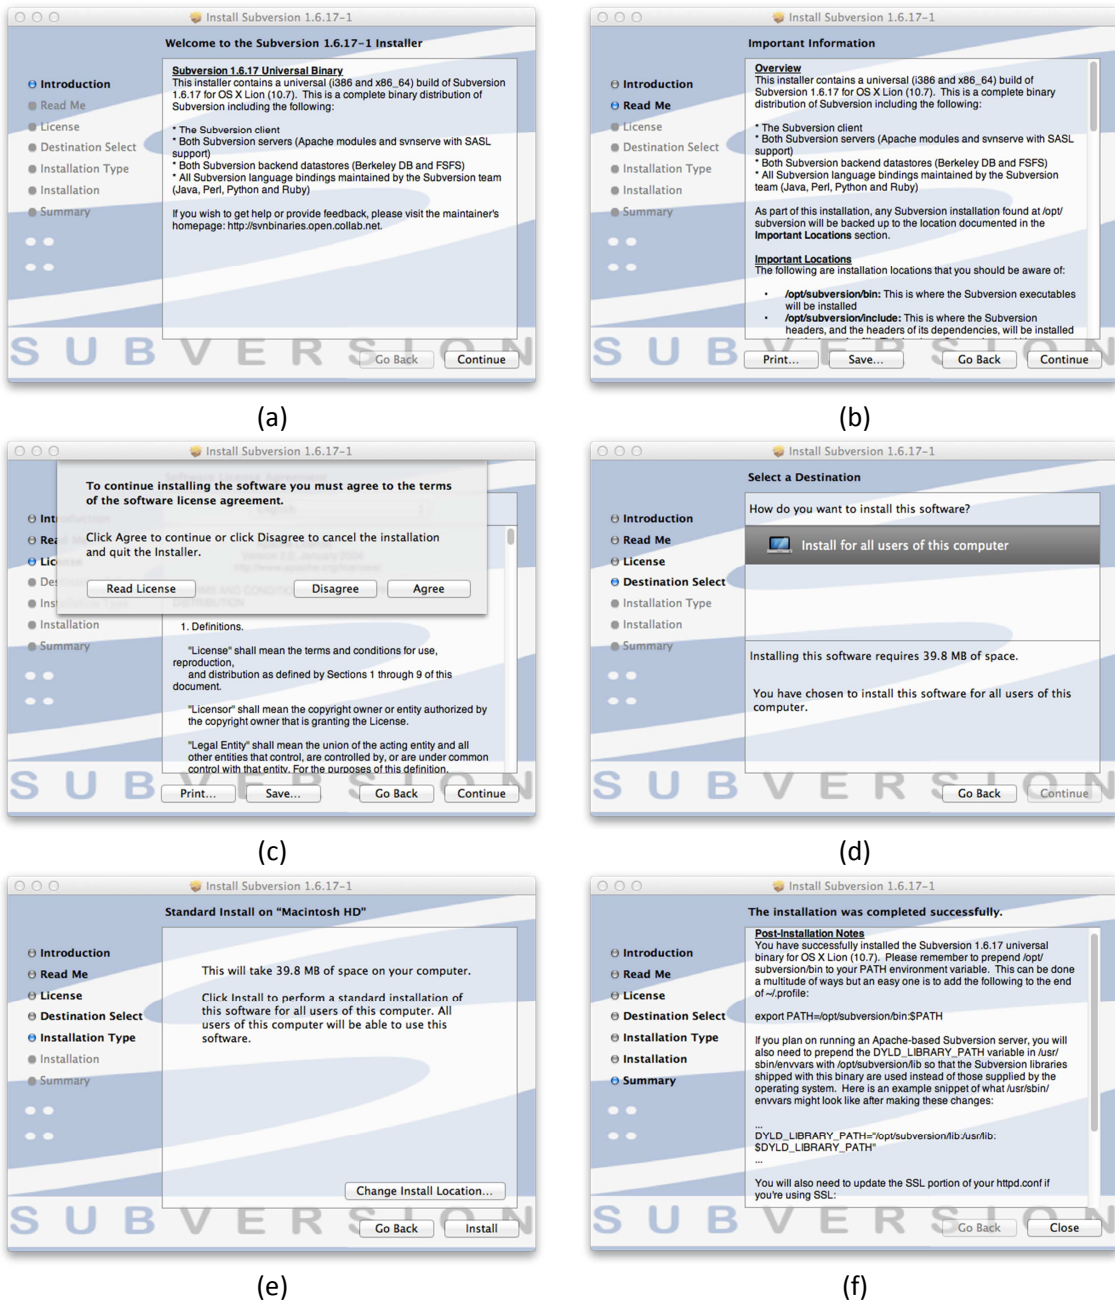 Install Subversion 1.6.17-1
Welcome to the Subversion 1.6.17-1 Installer
Introduction
Read Me
License
Destination Select
Installation Type
Installation
Summary
Subversion 1.6.17 Universal Binary
This installer contains a universal (i386 and x86_64) build of Subversion
1.6.17 for OS X Lion (10.7). This is a complete binary distribution of
Subversion including the following:
* The Subversion client
* Both Subversion servers (Apache modules and svnserve with SASL
support)
* Both Subversion backend datastores (Berkeley DB and FSFS)
* All Subversion language bindings maintained by the Subversion team
(Java, Perl, Python and Ruby)
If you wish to get help or provide feedback, please visit the maintainer's
homepage: http://svnbinaries.open.collab.net.
SUBVERSION
Go Back
Continue
(a)
Install Subversion 1.6.17-1
Important Information
Introduction
Read Me
License
Destination Select
Installation Type
Installation
Summary
Overview
This installer contains a universal (i386 and x86_64) build of
Subversion 1.6.17 for OS X Lion (10.7). This is a complete binary
distribution of Subversion including the following:
* The Subversion client
* Both Subversion servers (Apache modules and svnserve with SASL
support)
* Both Subversion backend datastores (Berkeley DB and FSFS)
* All Subversion language bindings maintained by the Subversion
team (Java, Perl, Python and Ruby)
As part of this installation, any Subversion installation found at /opt/
subversion will be backed up to the location documented in the
Important Locations section.
Important Locations
The following are installation locations that you should be aware of:
• /opt/subversion/bin: This is where the Subversion executables
will be installed
• /opt/subversion/include: This is where the Subversion
headers, and the headers of its dependencies, will be installed
SUBVERSION
Print...
Save...
Go Back
Continue
(b)
Install Subversion 1.6.17-1
To continue installing the software you must agree to the terms
of the software license agreement.
Click Agree to continue or click Disagree to cancel the installation
and quit the Installer.
Read License
Disagree
Agree
Installation
Summary
1. Definitions.
"License" shall mean the terms and conditions for use,
reproduction,
and distribution as defined by Sections 1 through 9 of this
document.
"Licensor" shall mean the copyright owner or entity authorized by
the copyright owner that is granting the License.
"Legal Entity" shall mean the union of the acting entity and all
other entities that control, are controlled by, or are under common
control with that entity. For the purposes of this definition,
SUBVERSION
Print...
Save...
Go Back
Continue
(c)
Install Subversion 1.6.17-1
Select a Destination
Introduction
Read Me
License
Destination Select
Installation Type
Installation
Summary
How do you want to install this software?
Install for all users of this computer
Installing this software requires 39.8 MB of space.
You have chosen to install this software for all users of this
computer.
SUBVERSION
Go Back
Continue
(d)
Install Subversion 1.6.17-1
Standard Install on "Macintosh HD"
Introduction
Read Me
License
Destination Select
Installation Type
Installation
Summary
This will take 39.8 MB of space on your computer.
Click Install to perform a standard installation of
this software for all users of this computer. All
users of this computer will be able to use this
software.
Change Install Location...
SUBVERSION
Go Back
Install
(e)
Install Subversion 1.6.17-1
The installation was completed successfully.
Introduction
Read Me
License
Destination Select
Installation Type
Installation
Summary
Post-Installation Notes
You have successfully installed the Subversion 1.6.17 universal
binary for OS X Lion (10.7). Please remember to prepend /opt/
subversion/bin to your PATH environment variable. This can be done
a multitude of ways but an easy one is to add the following to the end
of ~/.profile:
export PATH=/opt/subversion/bin:$PATH
If you plan on running an Apache-based Subversion server, you will
also need to prepend the DYLD_LIBRARY_PATH variable in /usr/
sbin/envvars with /opt/subversion/lib so that the Subversion libraries
shipped with this binary are used instead of those supplied by the
operating system. Here is an example snippet of what /usr/sbin/
envvars might look like after making these changes:
...
DYLD_LIBRARY_PATH="/opt/subversion/lib:/usr/lib:
$DYLD_LIBRARY_PATH"
...
You will also need to update the SSL portion of your httpd.conf if
you're using SSL:
SUBVERSION
Go Back
Close
(f)